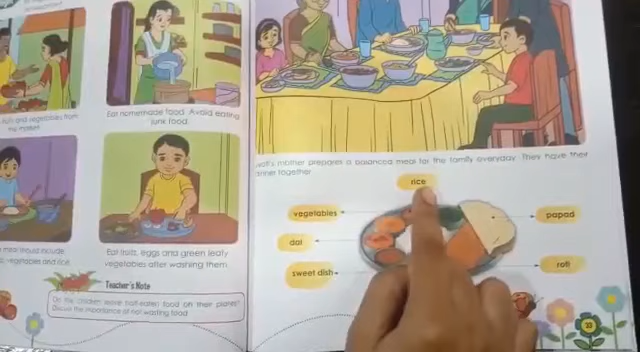 Eat homemade food. Avoid eating
junk food.
fruits and vegetables from
the market.
Eat fruits, eggs and green leafy
vegetables after washing them.
meal must include
vegetables and rice.
Teacher's Note
Do the children leave half-eaten food on their plates?
Discuss the importance of not wasting food.
mother prepares a balanced meal for the family everyday. They have their
dinner together.
rice
vegetables
papad
dal
roti
sweet dish
33